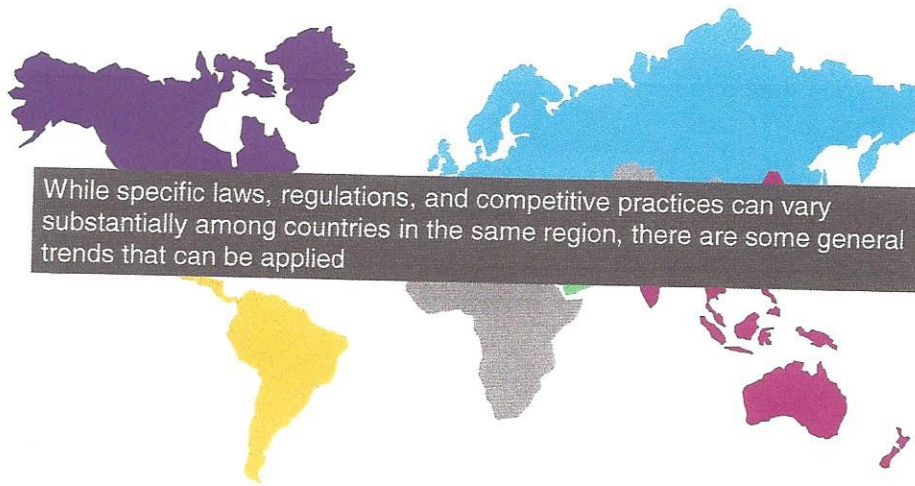 While specific laws, regulations, and competitive practices can vary
substantially among countries in the same region, there are some general
trends that can be applied